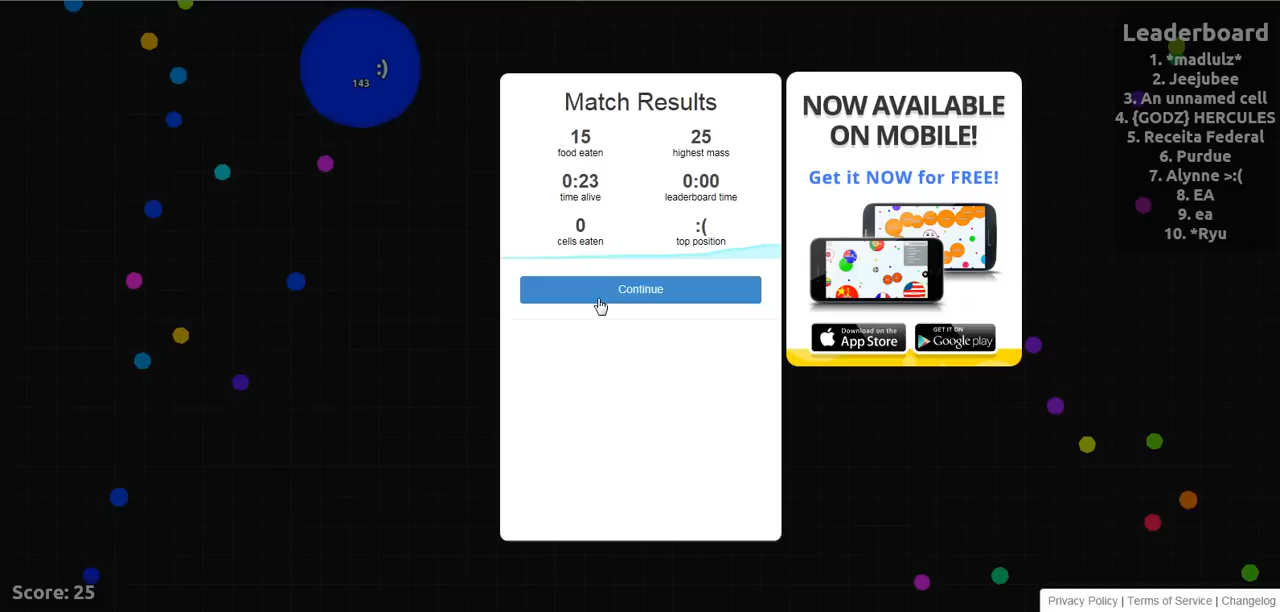 :)
143
Match Results
15
food eaten
25
highest mass
0:23
time alive
0:00
leaderboard time
0
cells eaten
:(
top position
Continue
NOW AVAILABLE
ON MOBILE!
Get it NOW for FREE!
Download on the
App Store
GET IT ON
Google play
Leaderboard
1. *madlulz*
2. Jeejubee
3. An unnamed cell
4. {GODZ} HERCULES
5. Receita Federal
6. Purdue
7. Alynne >:(
8. EA
9. ea
10. *Ryu
Score: 25
Privacy Policy | Terms of Service | Changelog